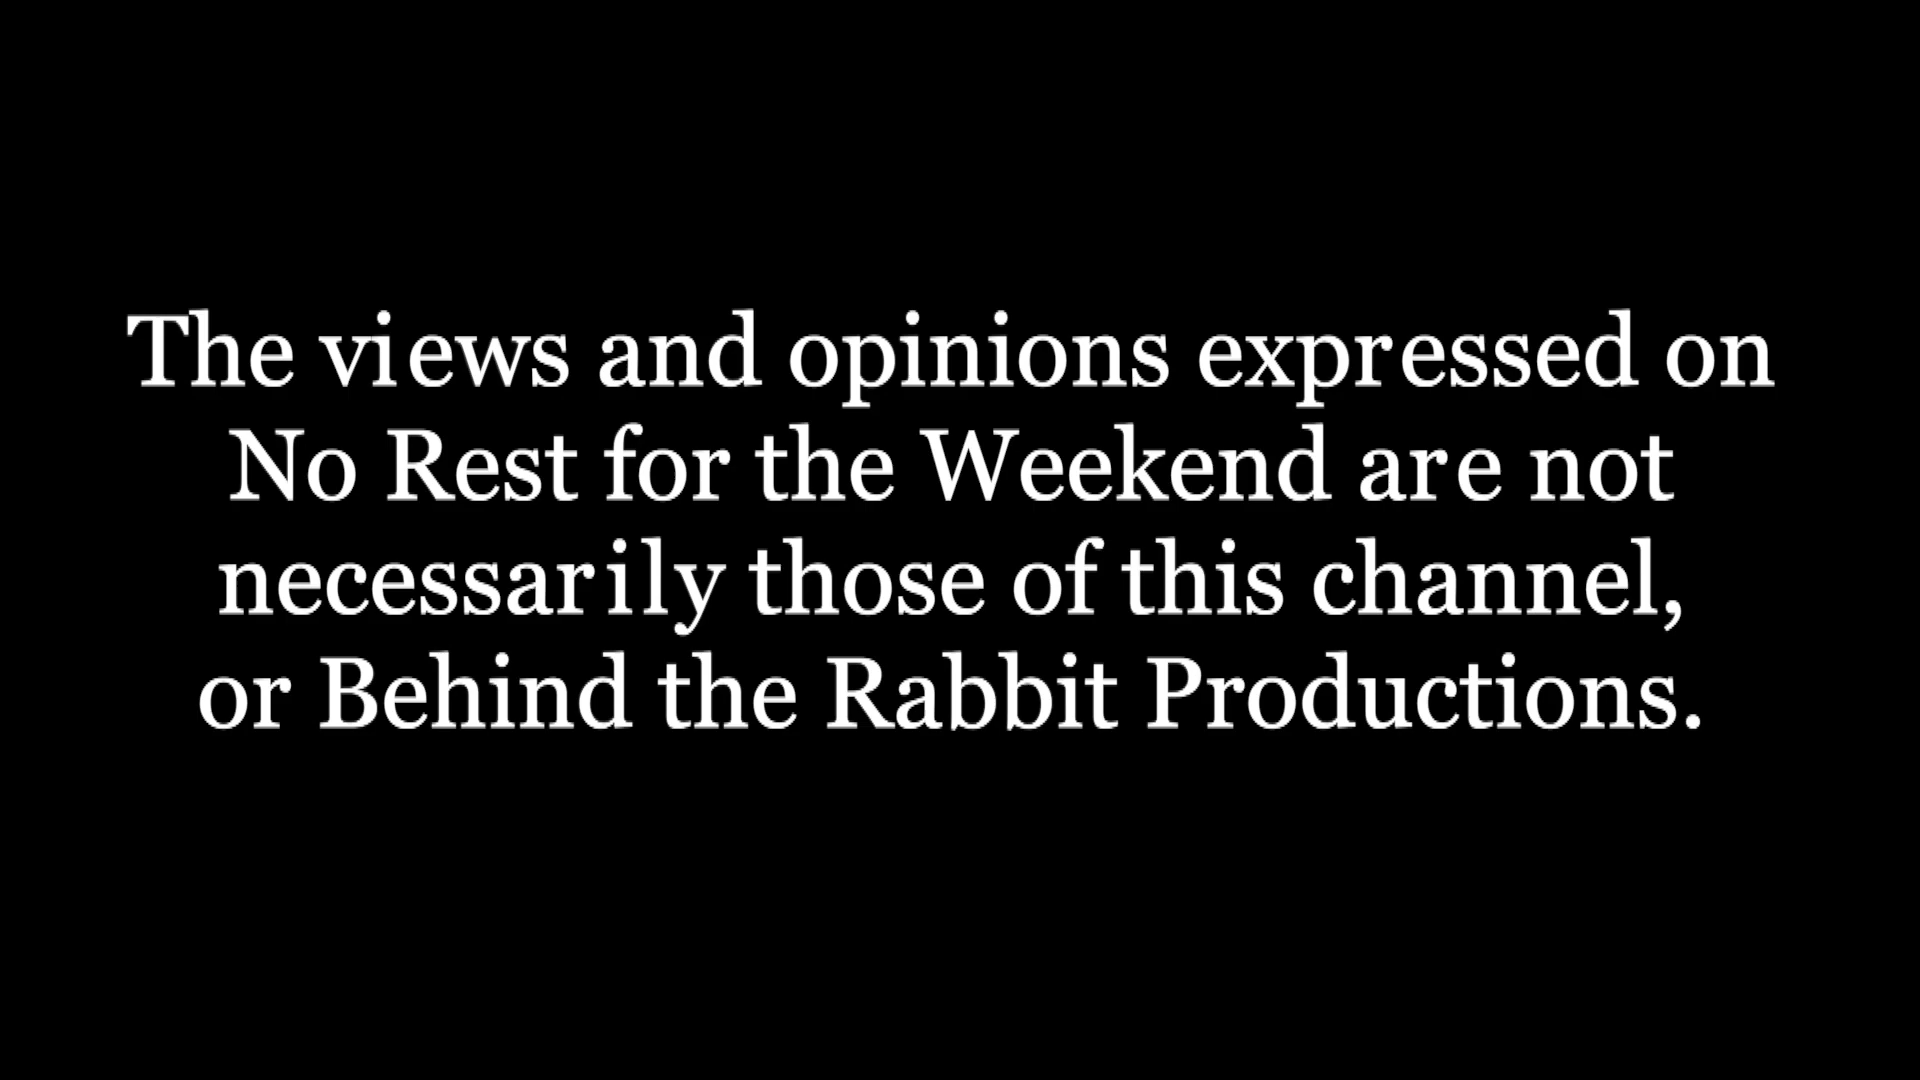 The views and opinions expressed on
No Rest for the Weekend are not
necessarily those of this channel,
or Behind the Rabbit Productions.